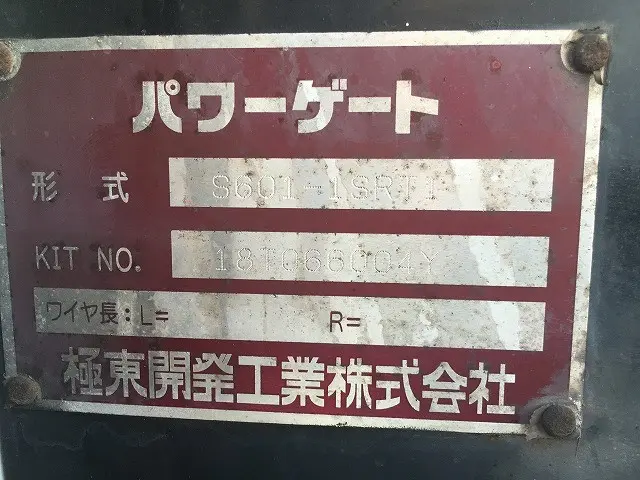 パワーゲート
形式 S601-1SRT1
KIT NO. 18T066004Y
ワイヤ長:L= R=
極東開発工業株式会社